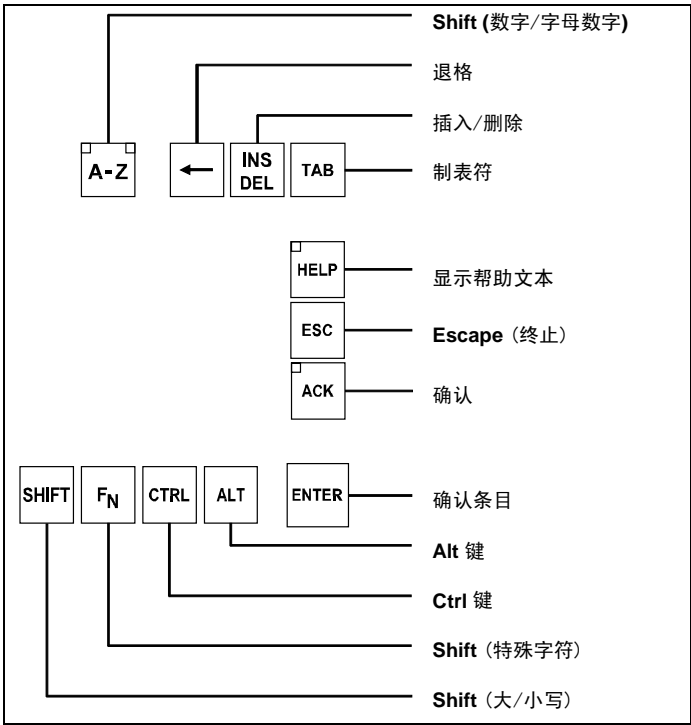 Shift (数字/字母数字)
退格
插入/删除
A-Z
INS
DEL
TAB
制表符
HELP
显示帮助文本
ESC
Escape (终止)
ACK
确认
SHIFT
FN
CTRL
ALT
ENTER
确认条目
Alt 键
Ctrl 键
Shift (特殊字符)
Shift (大/小写)